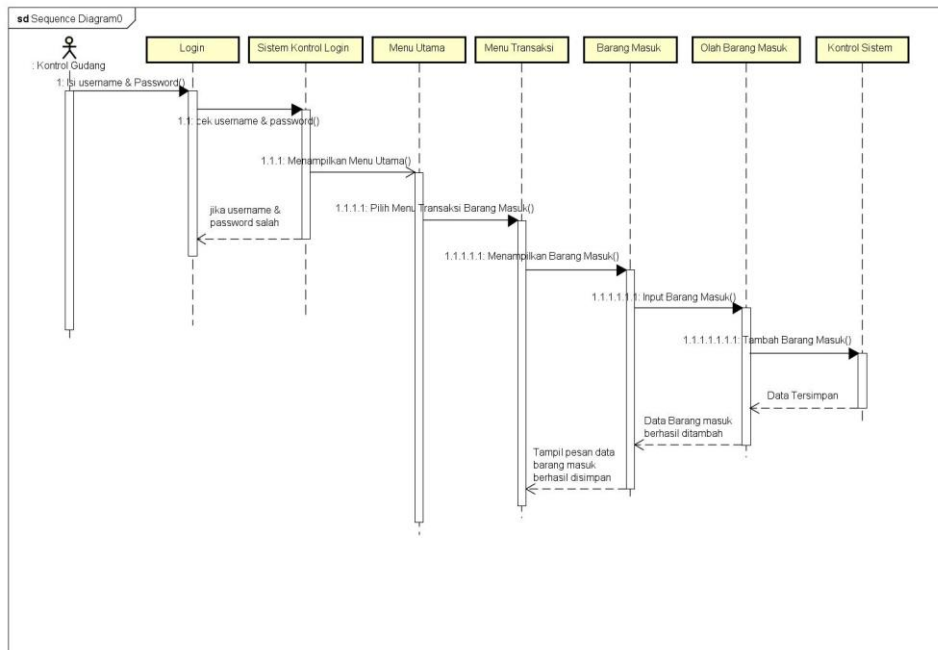 sd Sequence Diagram0
: Kontrol Gudang
Login
Sistem Kontrol Login
Menu Utama
Menu Transaksi
Barang Masuk
Olah Barang Masuk
Kontrol Sistem
1: Isi username & Password()
1.1: cek username & password()
1.1.1: Menampilkan Menu Utama()
jika username &
password salah
1.1.1.1: Pilih Menu Transaksi Barang Masuk()
1.1.1.1.1: Menampilkan Barang Masuk()
1.1.1.1.1.1: Input Barang Masuk()
1.1.1.1.1.1.1: Tambah Barang Masuk()
Data Tersimpan
Data Barang masuk
berhasil ditambah
Tampil pesan data
barang masuk
berhasil disimpan